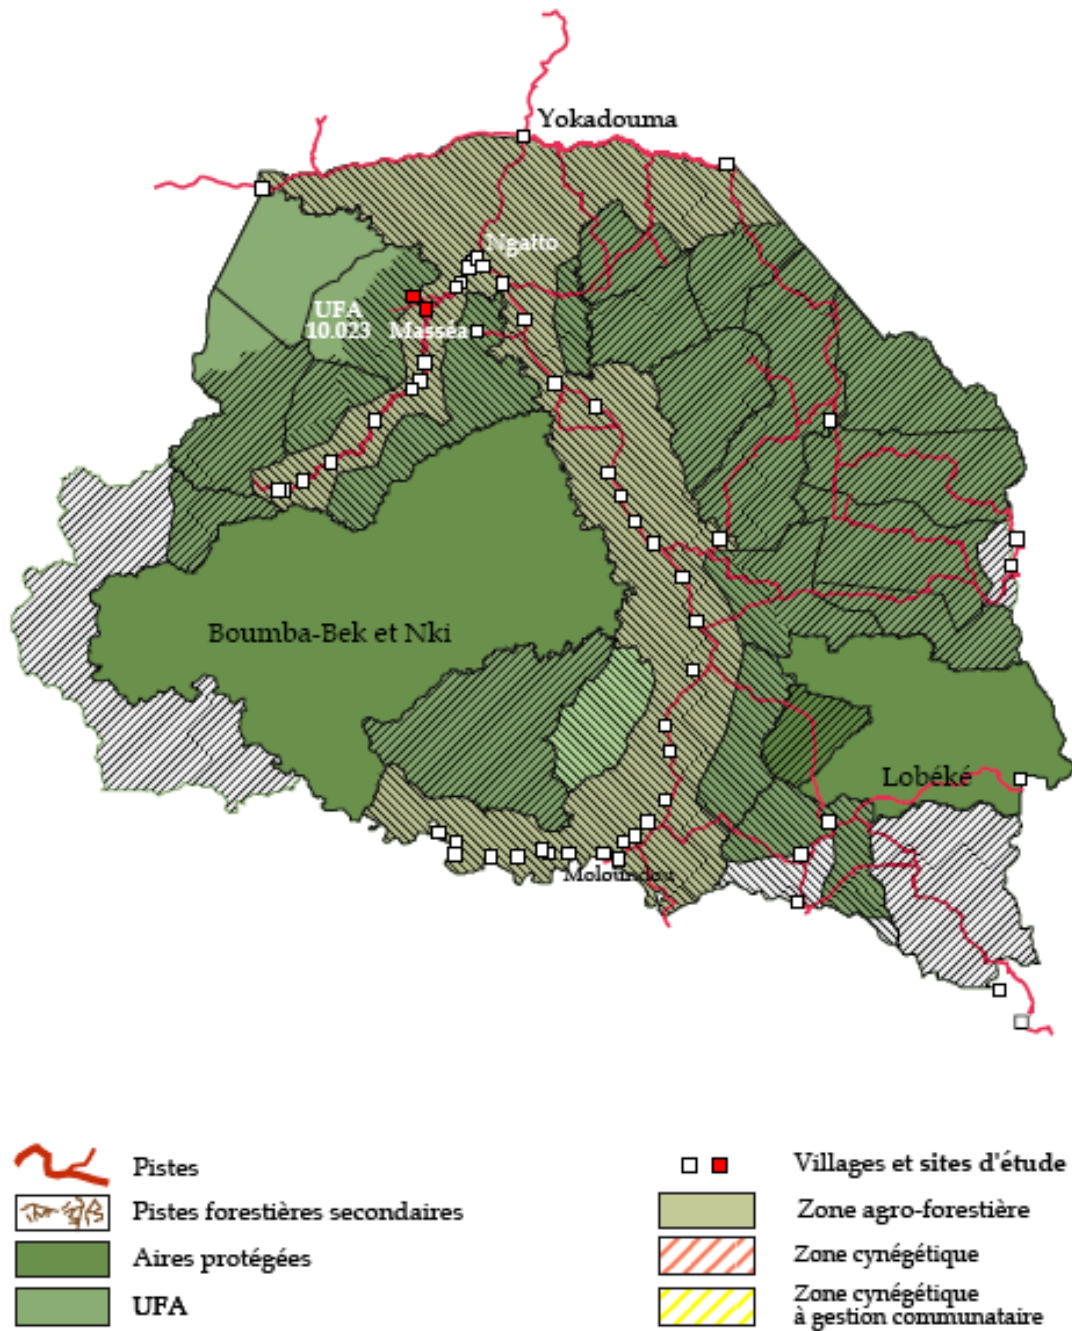 Yokadouma
Ngatto
UFA
10.023
Masséa
Boumba-Bek et Nki
Lobéké
Moloundou
Pistes
Pistes forestières secondaires
Aires protégées
UFA
Villages et sites d'étude
Zone agro-forestière
Zone cynégétique
Zone cynégétique
à gestion communataire